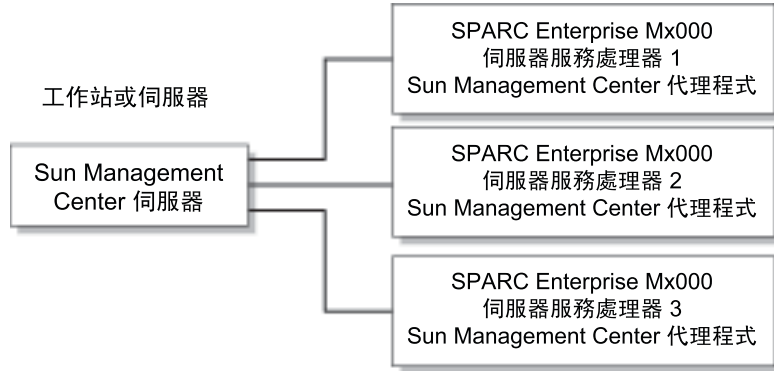 工作站或伺服器
Sun Management
Center 伺服器
SPARC Enterprise Mx000
伺服器服務處理器 1
Sun Management Center 代理程式
SPARC Enterprise Mx000
伺服器服務處理器 2
Sun Management Center 代理程式
SPARC Enterprise Mx000
伺服器服務處理器 3
Sun Management Center 代理程式